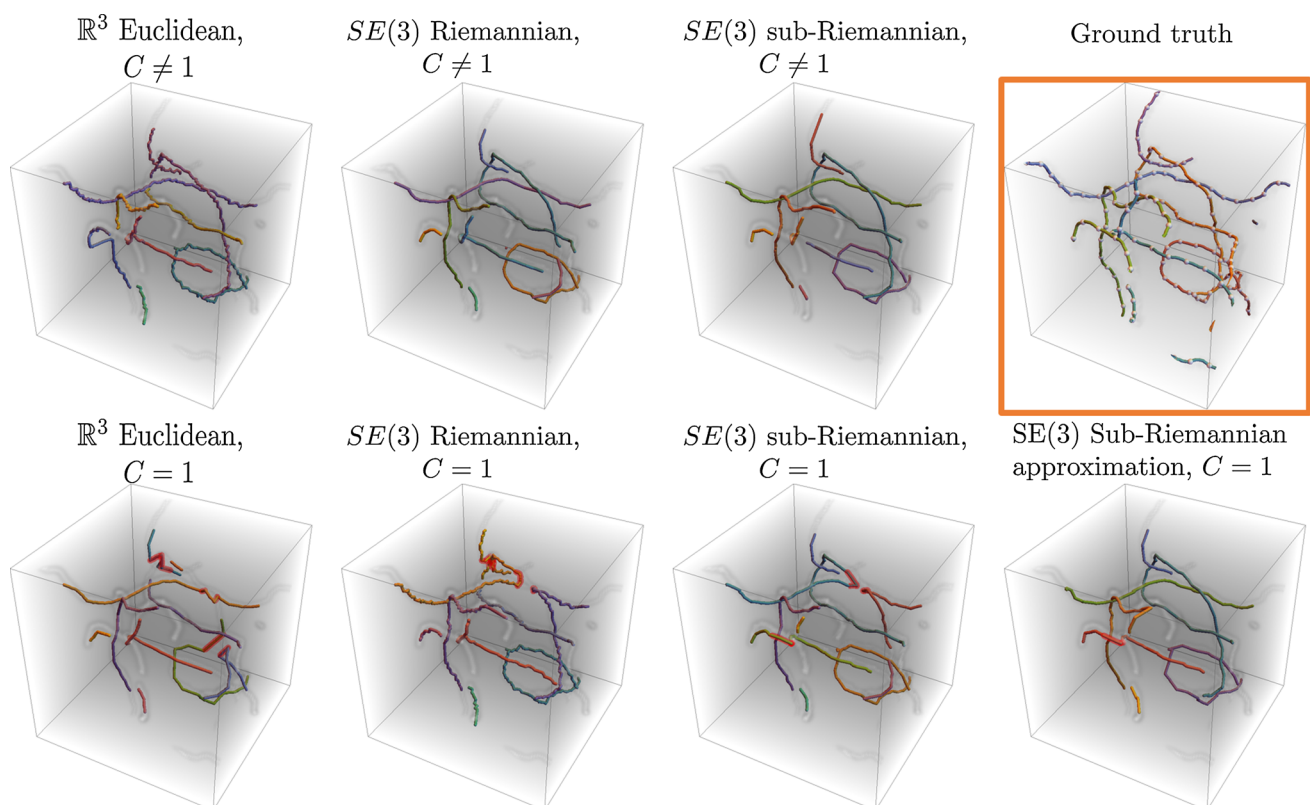 ℝ³ Euclidean,
C ≠ 1
SE(3) Riemannian,
C ≠ 1
SE(3) sub-Riemannian,
C ≠ 1
Ground truth
ℝ³ Euclidean,
C = 1
SE(3) Riemannian,
C = 1
SE(3) sub-Riemannian,
C = 1
SE(3) Sub-Riemannian
approximation, C = 1